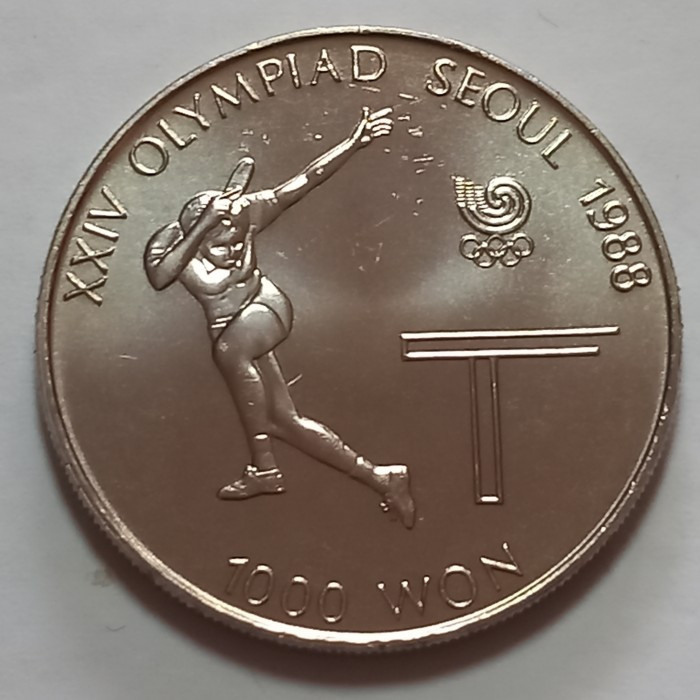 XXIV OLYMPIAD SEOUL 1988
1000 WON